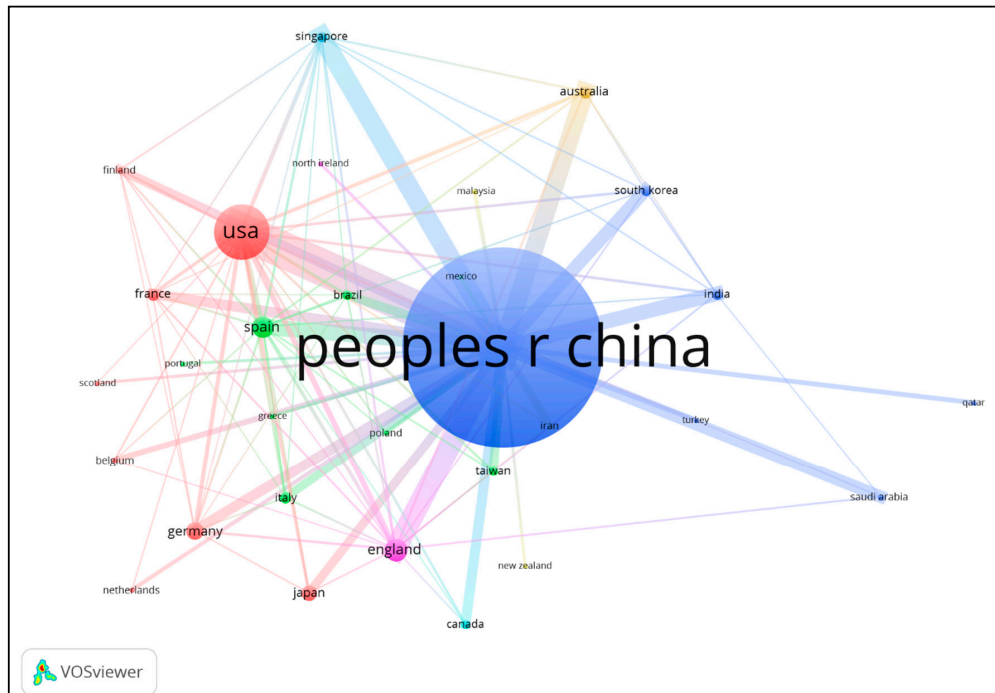 singapore
australia
north ireland
finland
malaysia
south korea
usa
mexico
france
brazil
india
spain
peoples r china
portugal
scotland
qatar
greece
turkey
iran
poland
belgium
taiwan
italy
saudi arabia
germany
england
new zealand
netherlands
japan
canada
VOSviewer